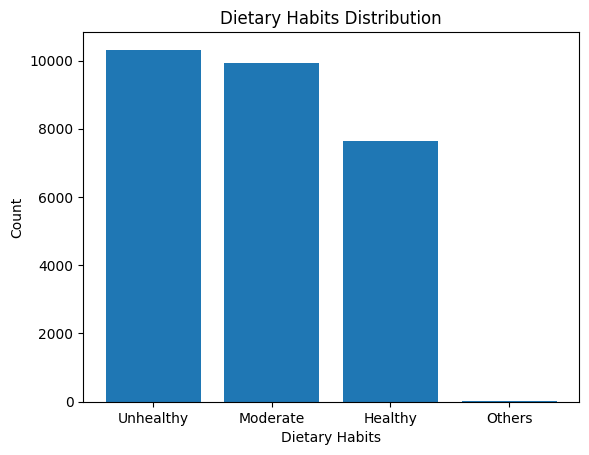 Dietary Habits Distribution
Count
10000
8000
6000
4000
2000
0
Unhealthy Moderate Healthy Others
Dietary Habits